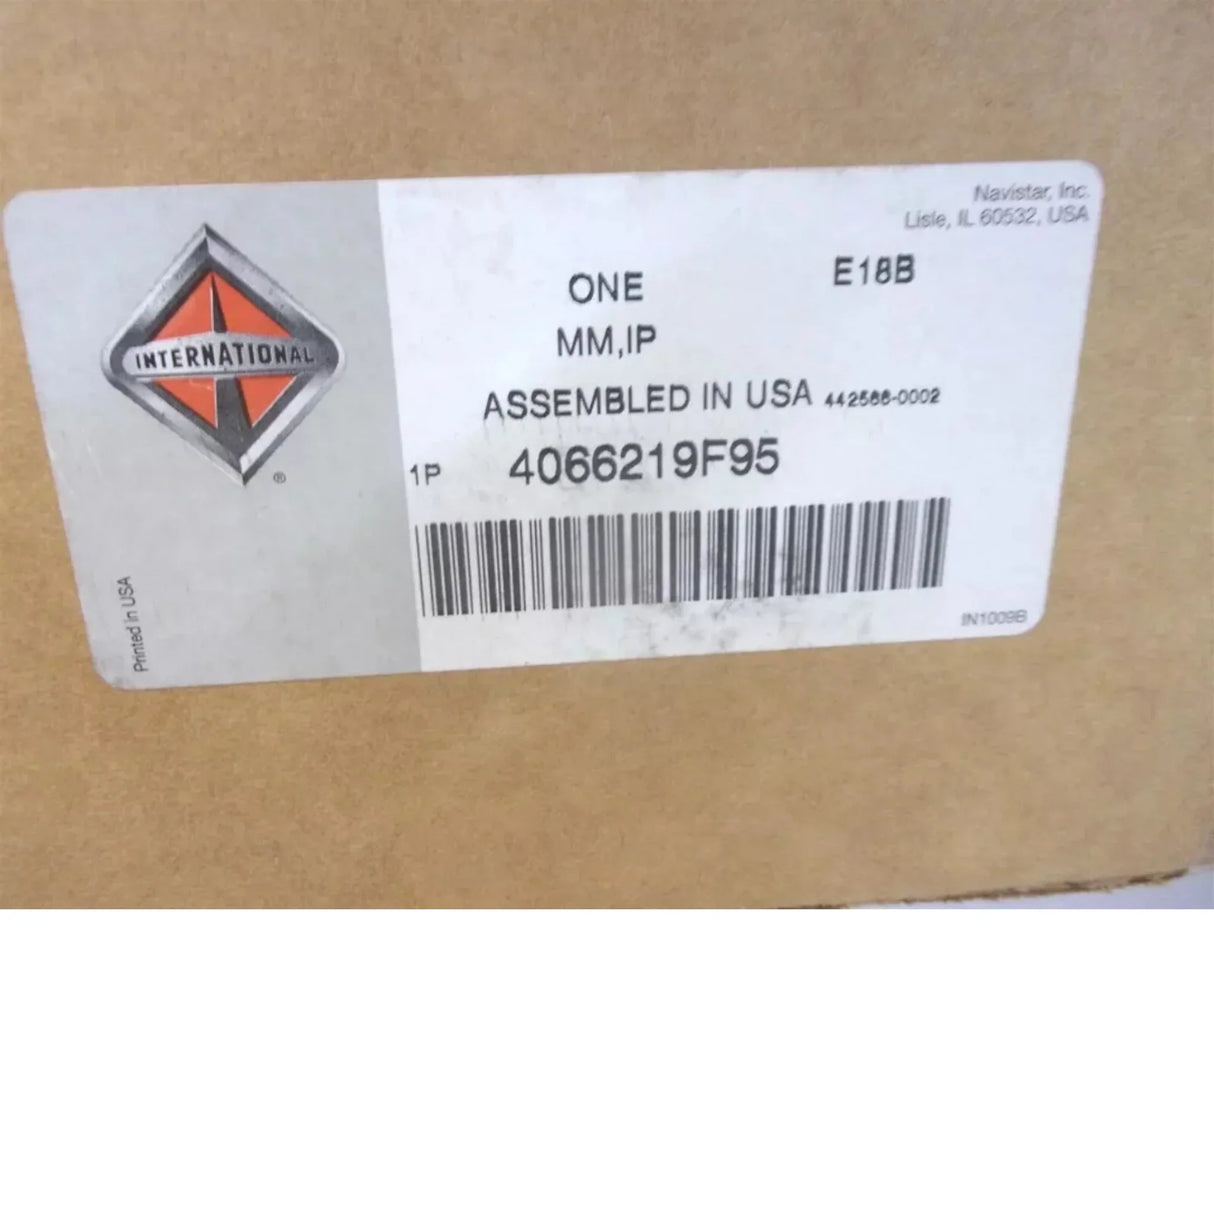 Navistar, Inc.
Lisle, IL 60532, USA
INTERNATIONAL
®
ONE
E18B
MM,IP
ASSEMBLED IN USA 442566-0002
1P 4066219F95
Printed in USA
IN1009B